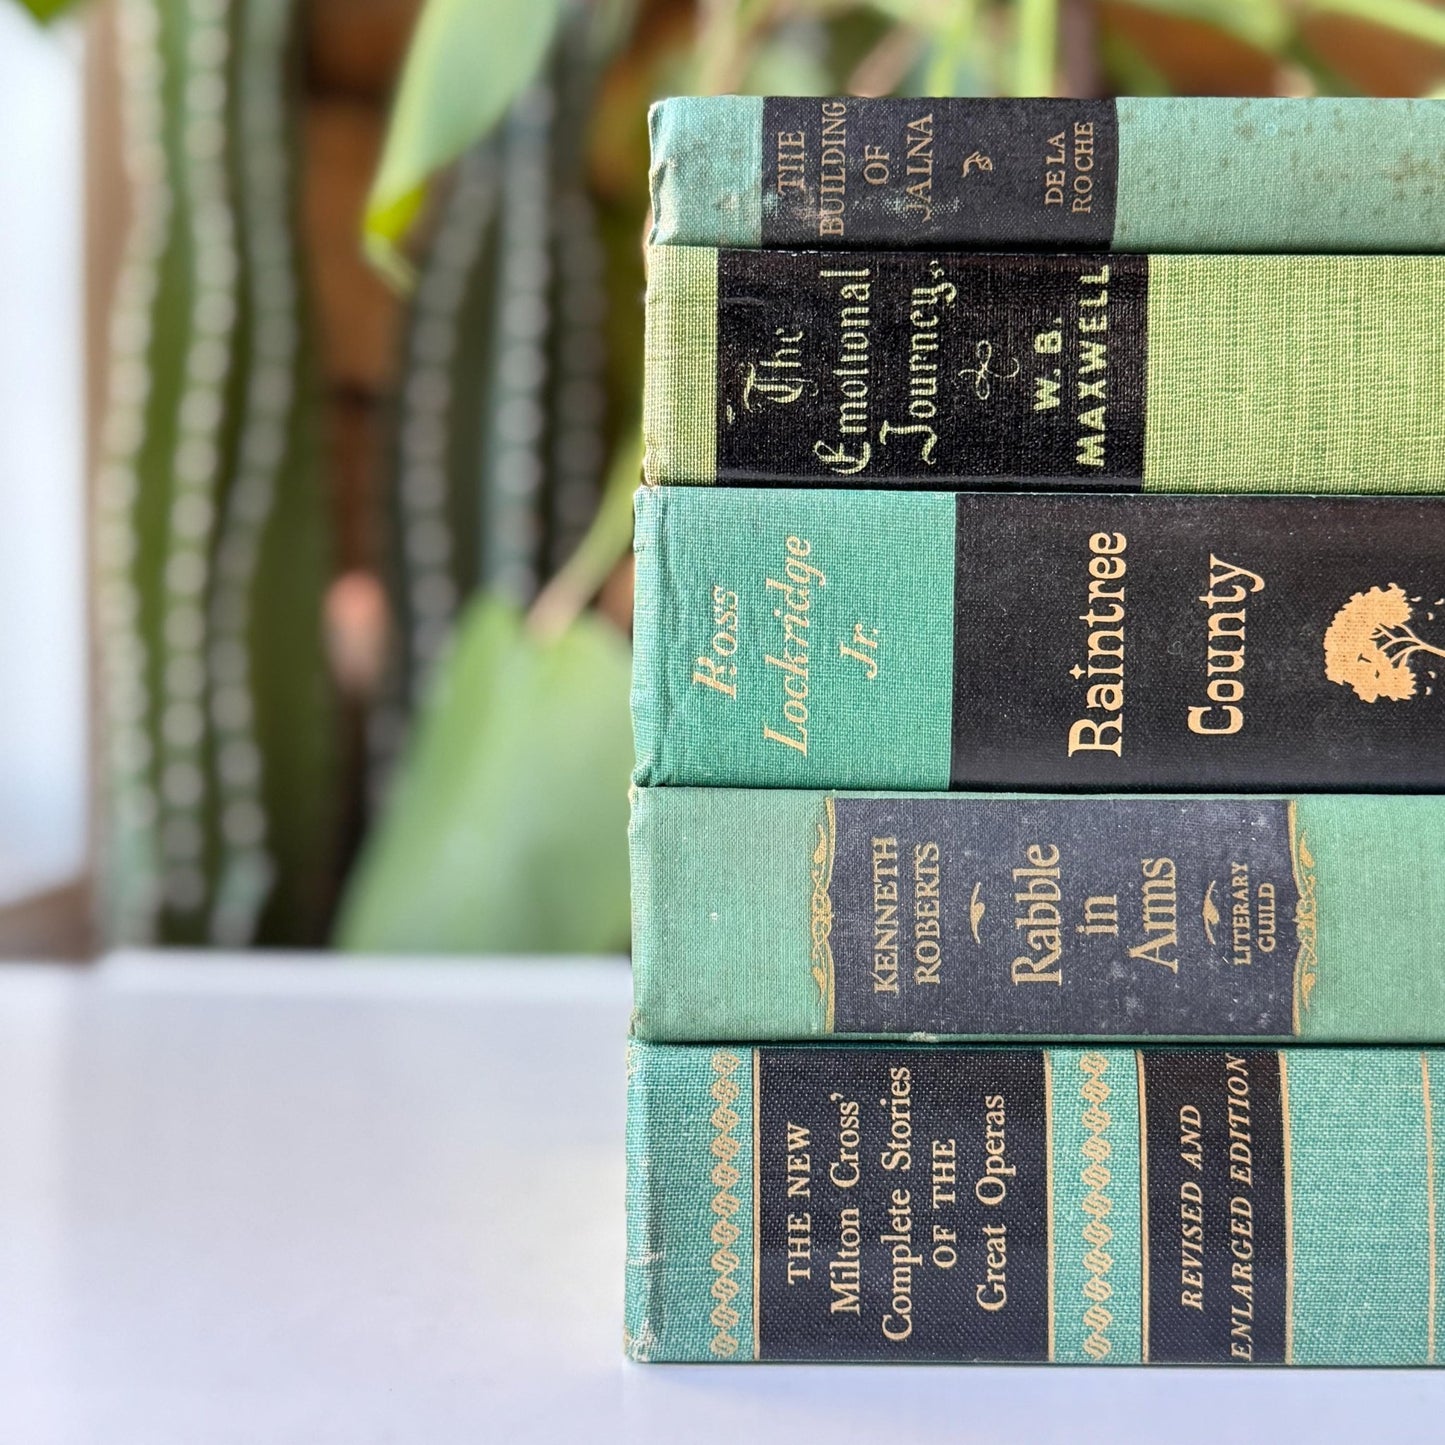 THE
BUILDING
OF
JALNA
DE LA
ROCHE
The
Emotional
Journey
W. B.
MAXWELL
Ross
Lockridge
Jr.
Raintree
County
KENNETH
ROBERTS
Rabble
in
Arms
LITERARY
GUILD
THE NEW
Milton Cross'
Complete Stories
OF THE
Great Operas
REVISED AND
ENLARGED EDITION